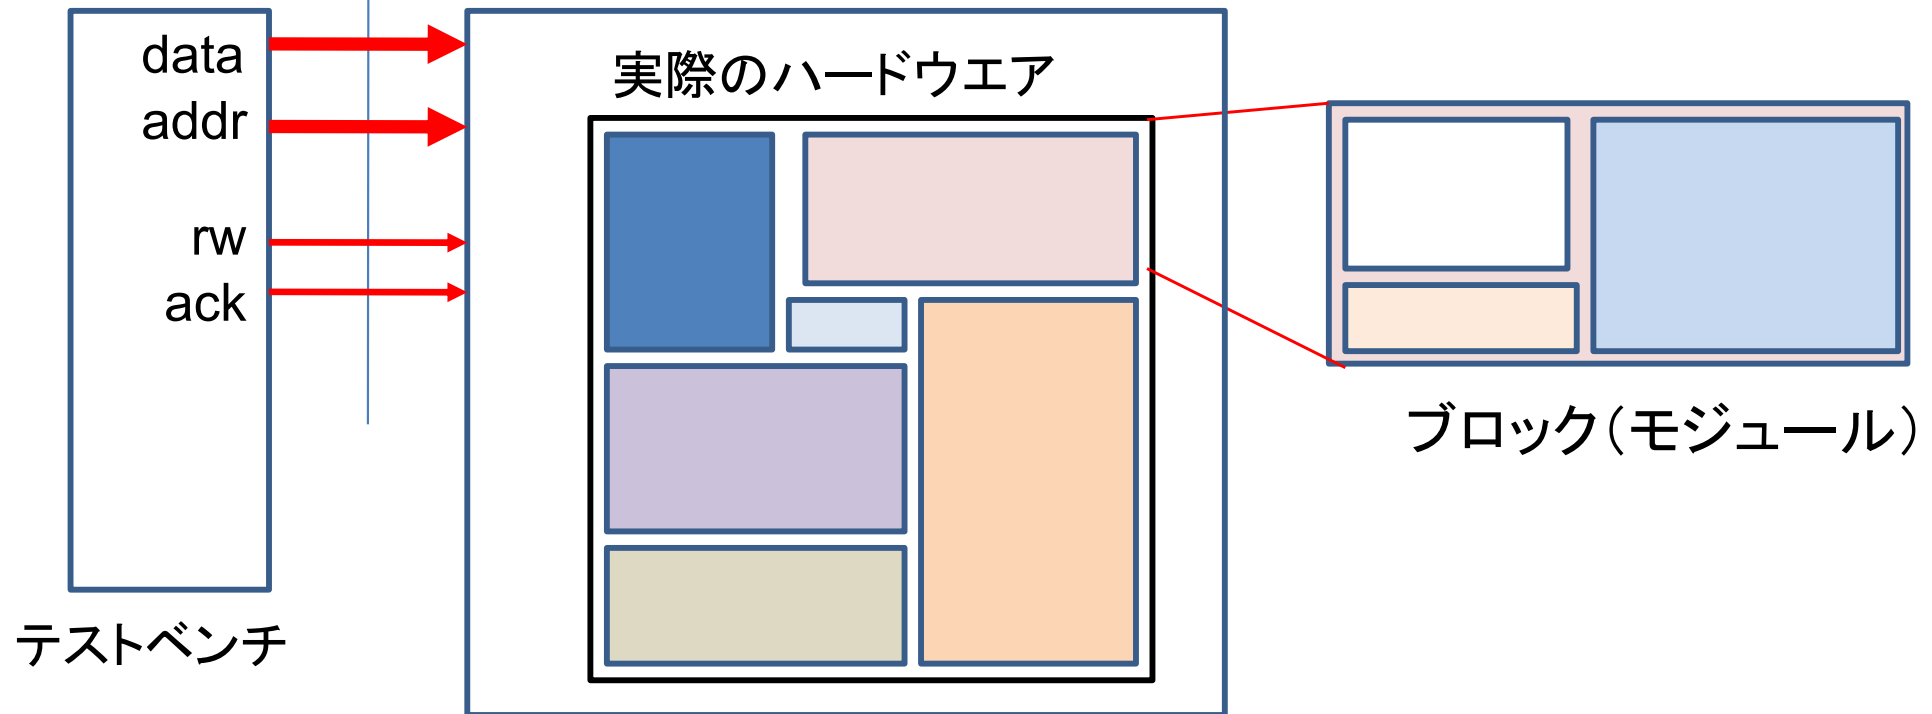 data
addr
rw
ack
テストベンチ
実際のハードウエア
ブロック(モジュール)